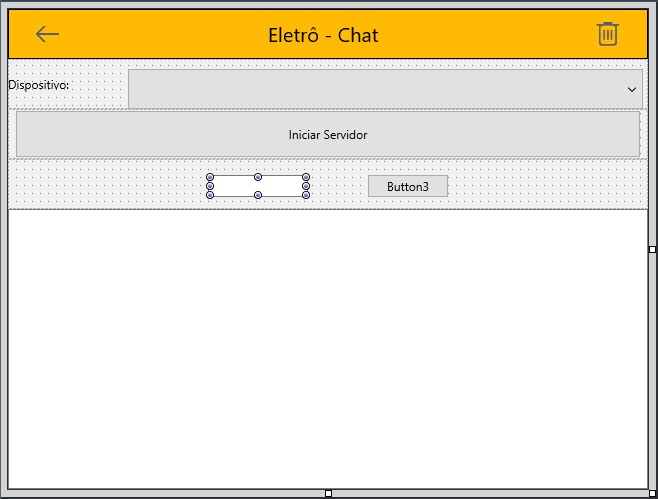 Eletrô - Chat
Dispositivo:
Iniciar Servidor
Button3